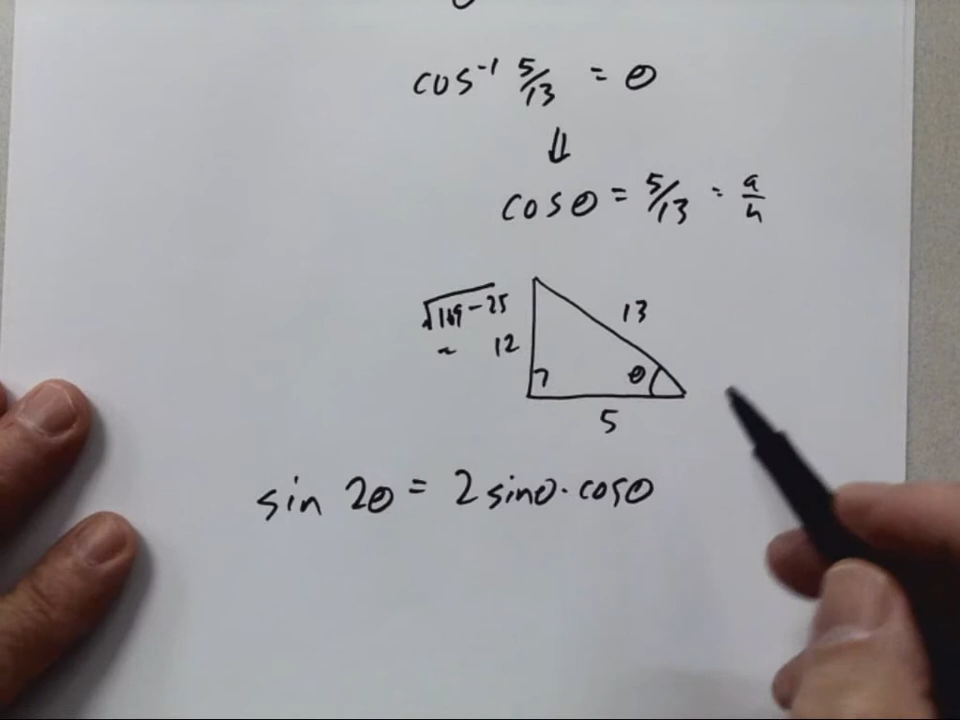 cos⁻¹ 5/13 = θ
⇓
cos θ = 5/13 = a/h
√169-25
= 12
13
θ
5
sin 2θ = 2 sinθ · cosθ